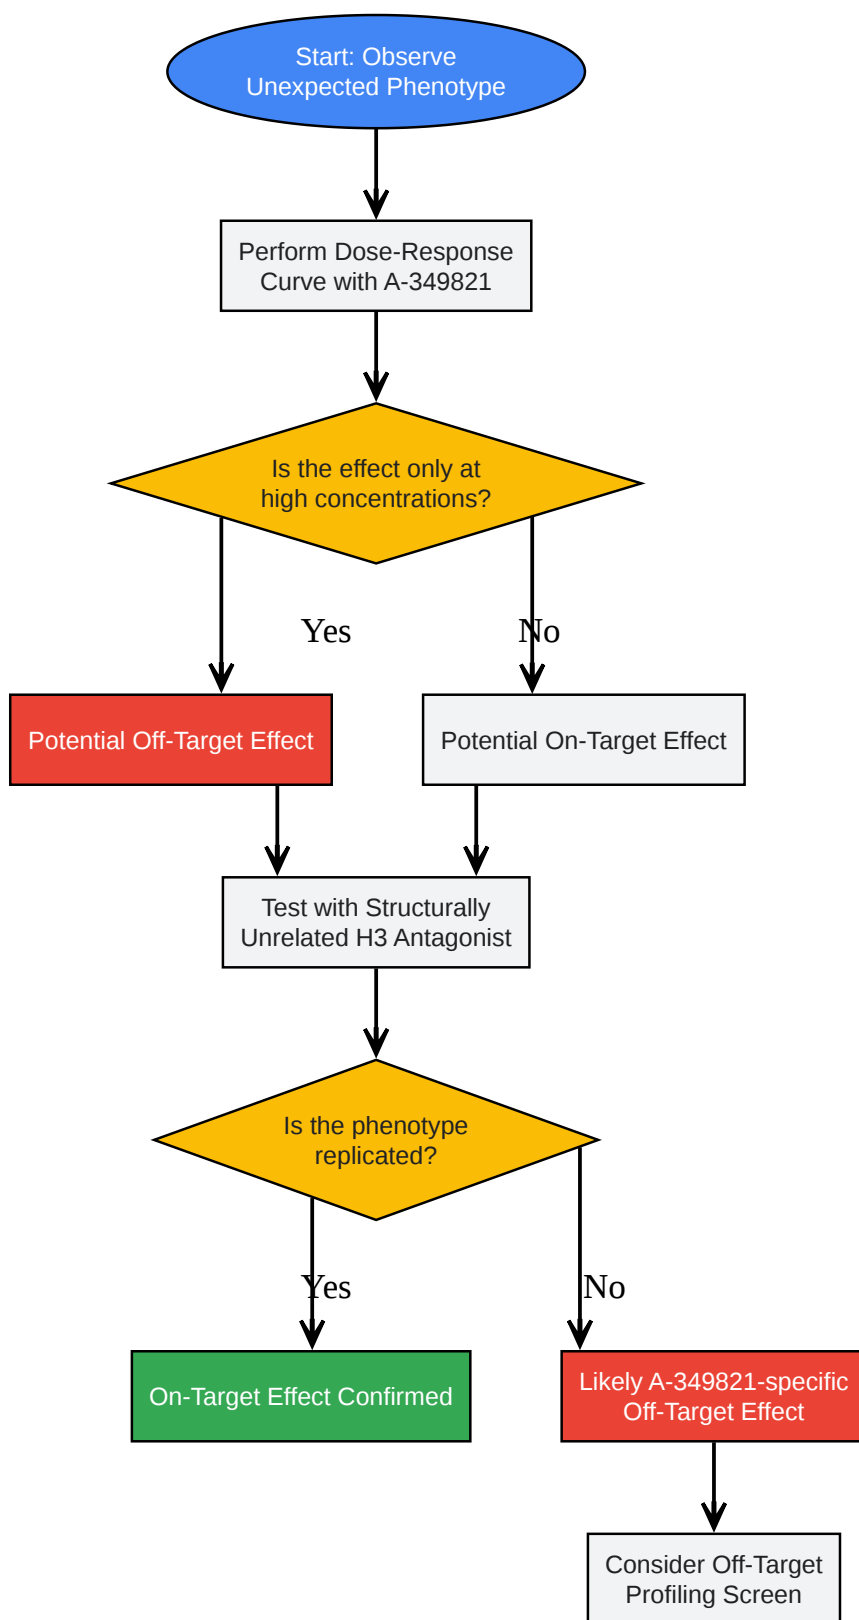 Start: Observe
Unexpected Phenotype
Perform Dose-Response
Curve with A-349821
Is the effect only at
high concentrations?
Yes
No
Potential Off-Target Effect
Potential On-Target Effect
Test with Structurally
Unrelated H3 Antagonist
Is the phenotype
replicated?
Yes
No
On-Target Effect Confirmed
Likely A-349821-specific
Off-Target Effect
Consider Off-Target
Profiling Screen